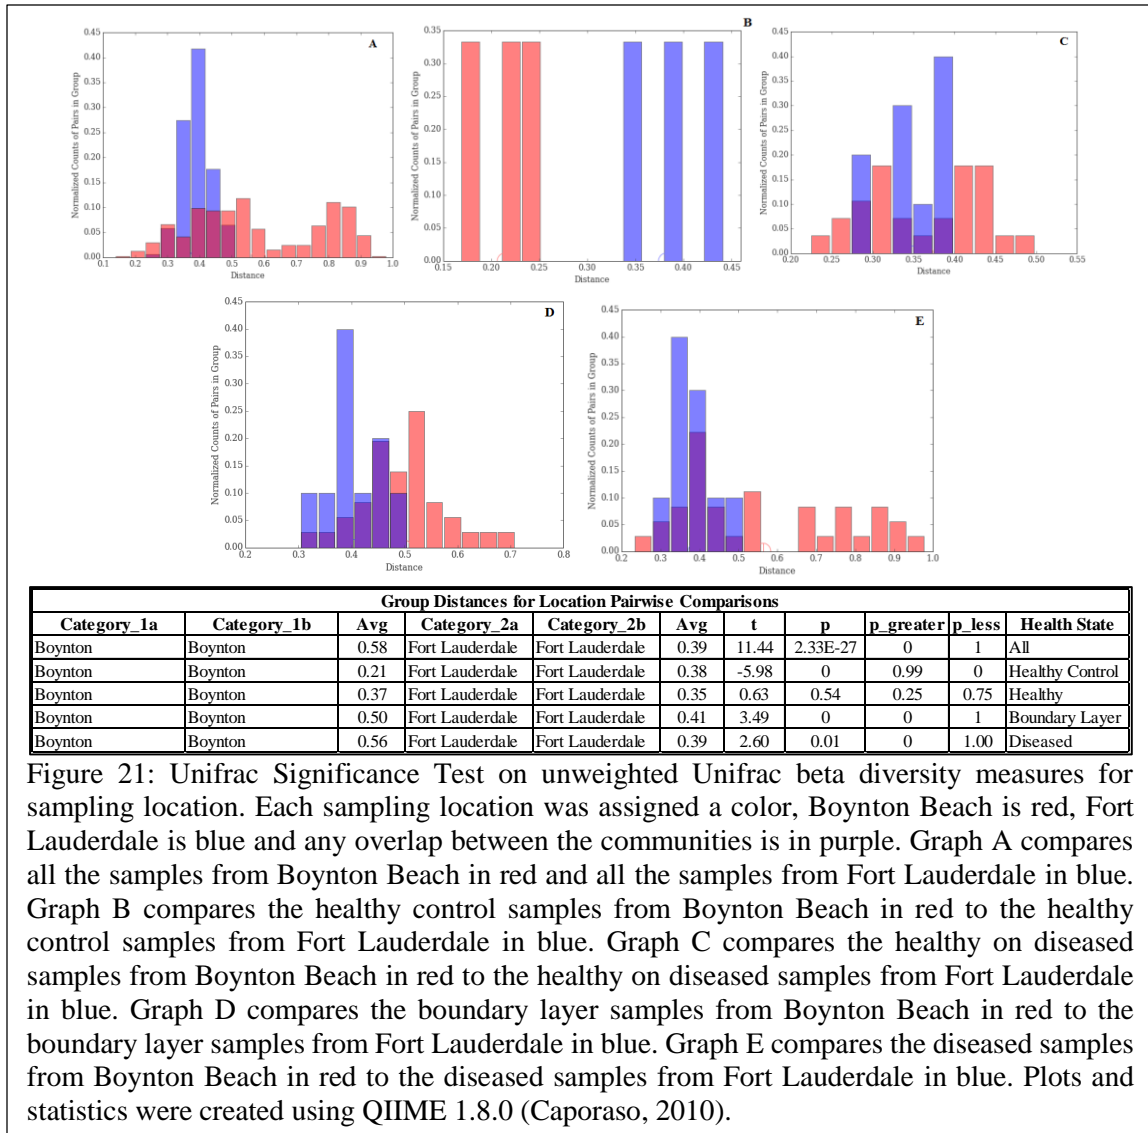 A
Normalized Counts of Pairs in Group
0.45
0.40
0.35
0.30
0.25
0.20
0.15
0.10
0.05
0.00
0.1 0.2 0.3 0.4 0.5 0.6 0.7 0.8 0.9 1.0
Distance
B
Normalized Counts of Pairs in Group
0.35
0.30
0.25
0.20
0.15
0.10
0.05
0.00
0.15 0.20 0.25 0.30 0.35 0.40 0.45
Distance
C
Normalized Counts of Pairs in Group
0.45
0.40
0.35
0.30
0.25
0.20
0.15
0.10
0.05
0.00
0.20 0.25 0.30 0.35 0.40 0.45 0.50 0.55
Distance
D
Normalized Counts of Pairs in Group
0.45
0.40
0.35
0.30
0.25
0.20
0.15
0.10
0.05
0.00
0.2 0.3 0.4 0.5 0.6 0.7 0.8
Distance
E
Normalized Counts of Pairs in Group
0.45
0.40
0.35
0.30
0.25
0.20
0.15
0.10
0.05
0.00
0.2 0.3 0.4 0.5 0.6 0.7 0.8 0.9 1.0
Distance
Group Distances for Location Pairwise Comparisons
Category_1a Category_1b Avg Category_2a Category_2b Avg t p p_greater p_less Health State
Boynton Boynton 0.58 Fort Lauderdale Fort Lauderdale 0.39 11.44 2.33E-27 0 1 All
Boynton Boynton 0.21 Fort Lauderdale Fort Lauderdale 0.38 -5.98 0 0.99 0 Healthy Control
Boynton Boynton 0.37 Fort Lauderdale Fort Lauderdale 0.35 0.63 0.54 0.25 0.75 Healthy
Boynton Boynton 0.50 Fort Lauderdale Fort Lauderdale 0.41 3.49 0 0 1 Boundary Layer
Boynton Boynton 0.56 Fort Lauderdale Fort Lauderdale 0.39 2.60 0.01 0 1.00 Diseased
Figure 21: Unifrac Significance Test on unweighted Unifrac beta diversity measures for
sampling location. Each sampling location was assigned a color, Boynton Beach is red, Fort
Lauderdale is blue and any overlap between the communities is in purple. Graph A compares
all the samples from Boynton Beach in red and all the samples from Fort Lauderdale in blue.
Graph B compares the healthy control samples from Boynton Beach in red to the healthy
control samples from Fort Lauderdale in blue. Graph C compares the healthy on diseased
samples from Boynton Beach in red to the healthy on diseased samples from Fort Lauderdale
in blue. Graph D compares the boundary layer samples from Boynton Beach in red to the
boundary layer samples from Fort Lauderdale in blue. Graph E compares the diseased samples
from Boynton Beach in red to the diseased samples from Fort Lauderdale in blue. Plots and
statistics were created using QIIME 1.8.0 (Caporaso, 2010).